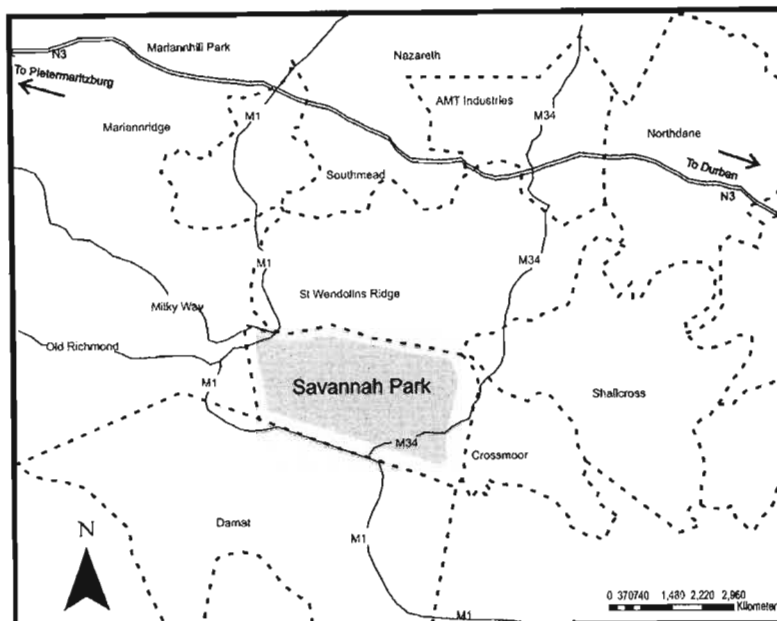 Mariannhill Park
N3
Nazareth
To Pietermaritzburg
AMT Industries
M1
M34
Mariannridge
Northdene
To Durban
Southmead
N3
M1
M34
St Wendolins Ridge
Milky Way
Old Richmond
M1
Savannah Park
Shallcross
M34
Crossmoor
Damat
N
M1
0 370740 1,480 2,220 2,960
Kilometers
M1